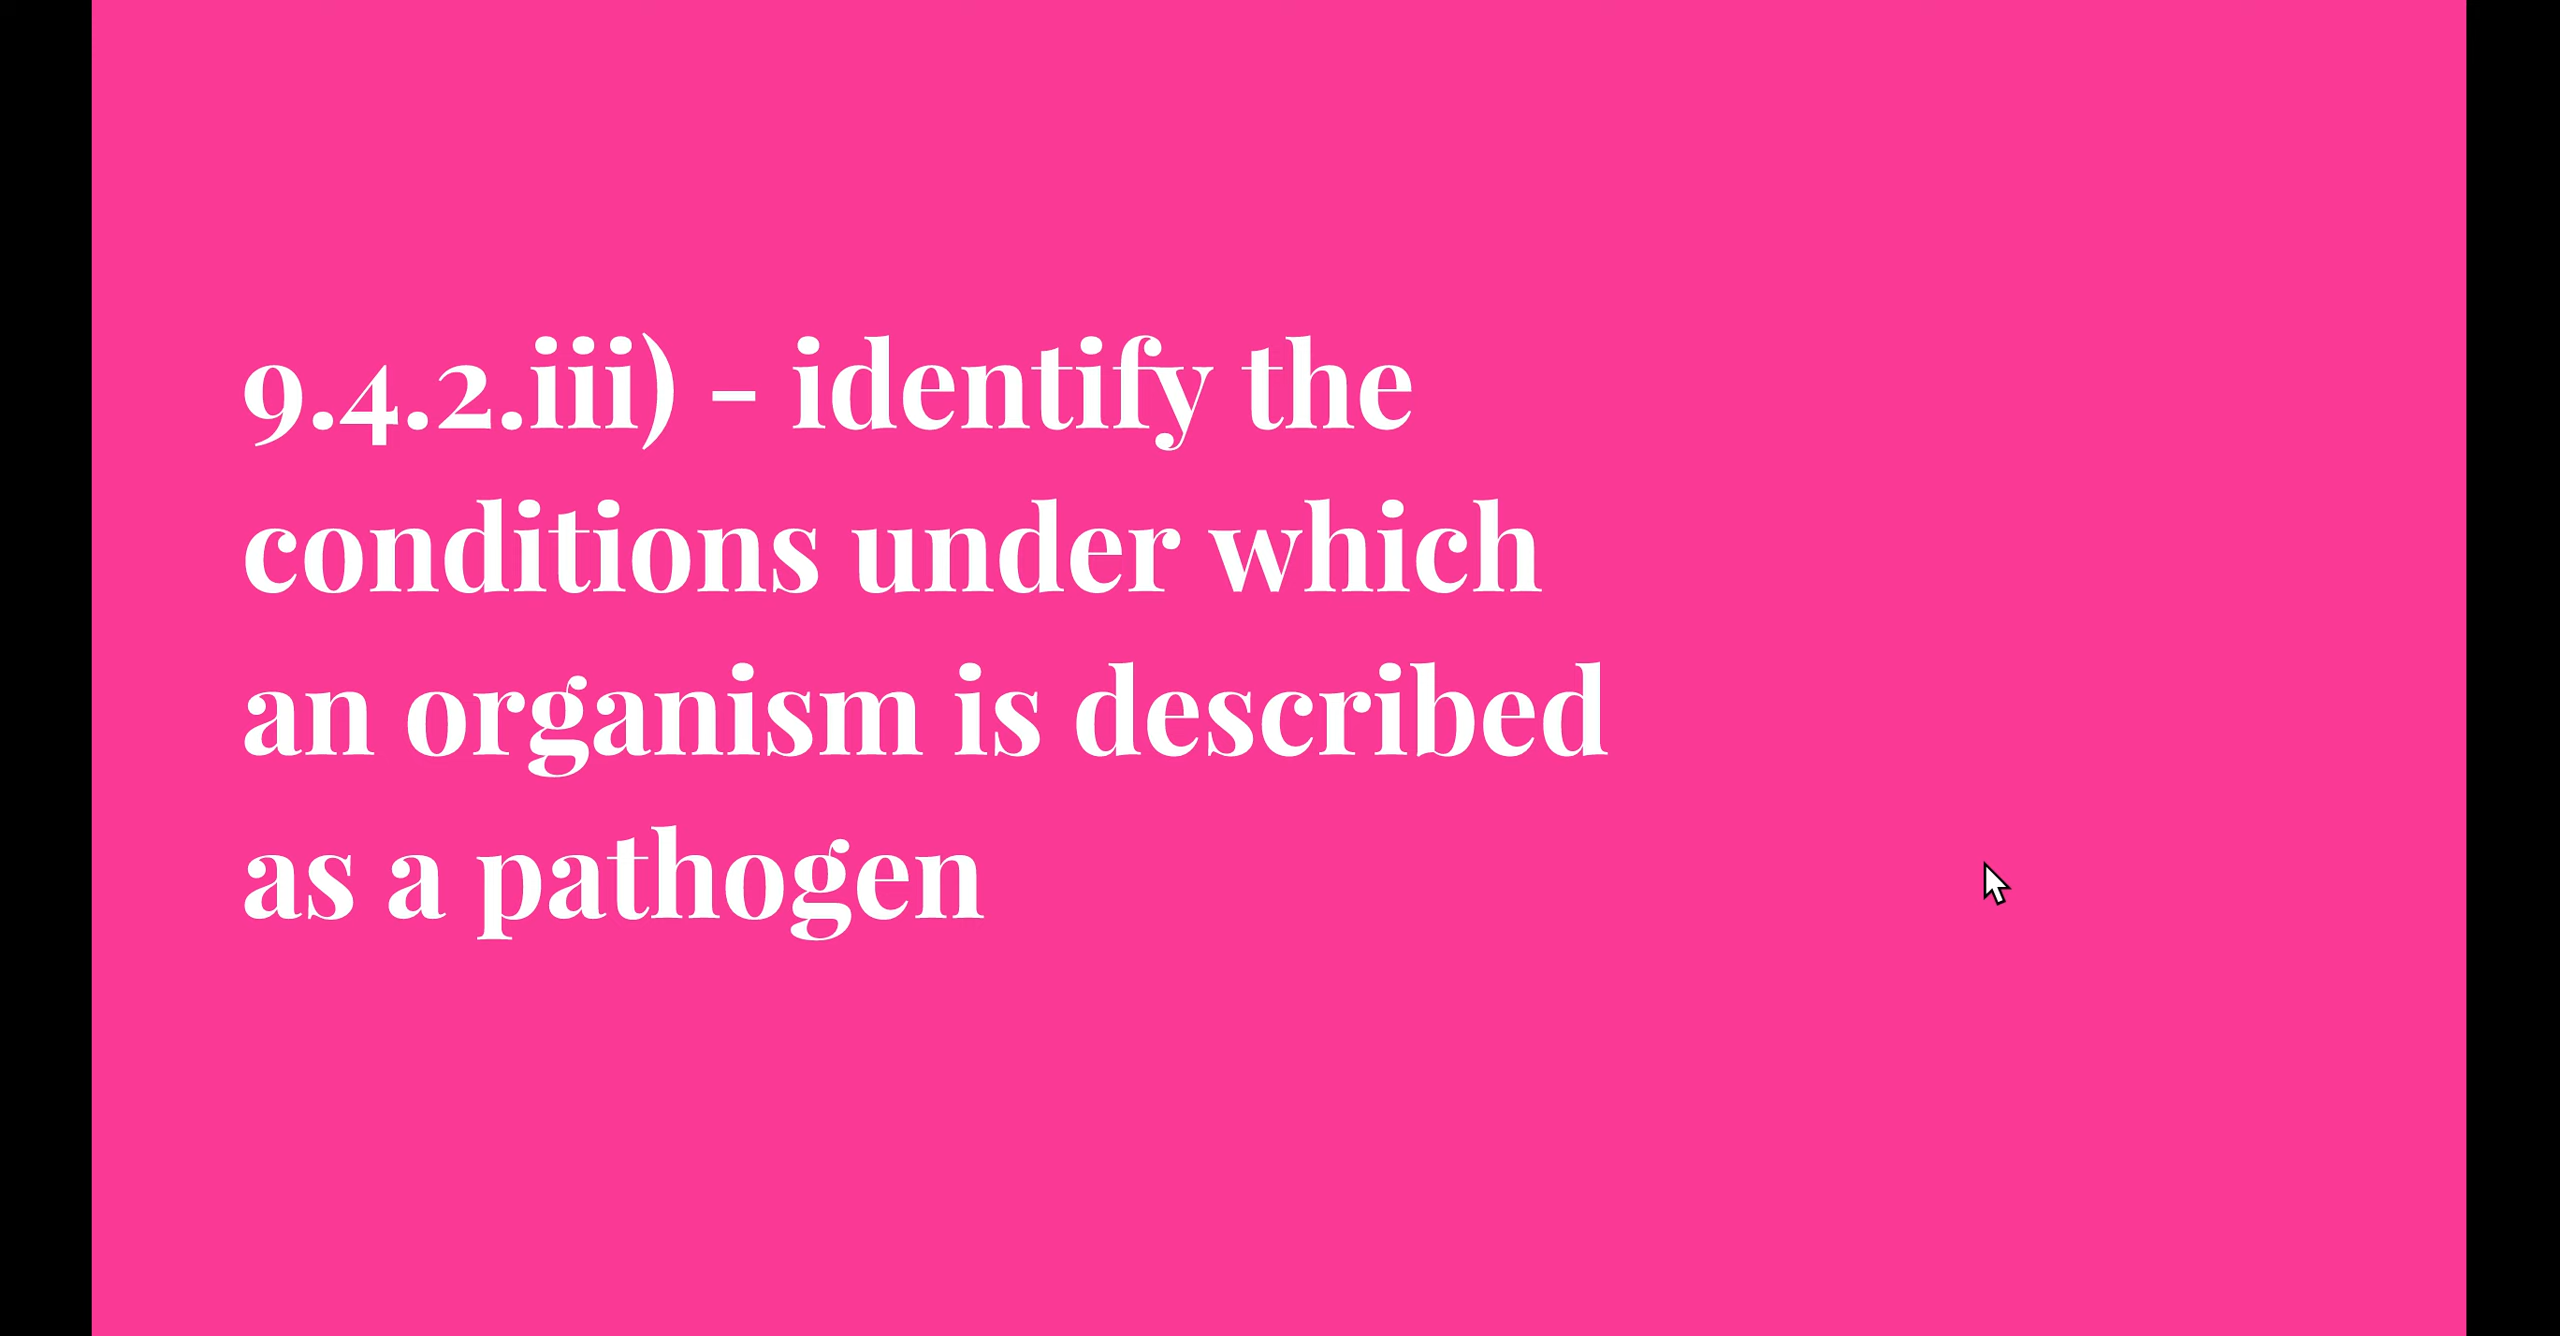 9.4.2.iii) - identify the
conditions under which
an organism is described
as a pathogen